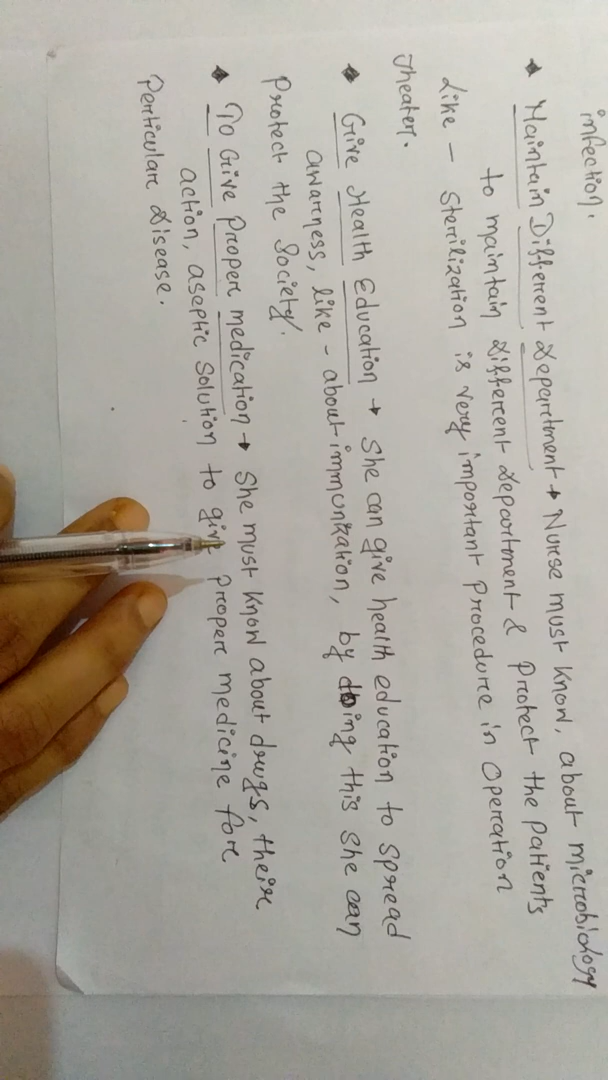 infection.
◆ Maintain Different Department → Nurse must know, about microbiology
to maintain different department & protect the patients
like - Sterilization is very important procedure in Operation
Theater.
◆ Give Health Education → She can give health education to spread
awareness, like - about immunization, by doing this she can
protect the Society.
◆ To Give proper medication → She must know about drugs, their
action, aseptic solution to give proper medicine for
Perticular disease.